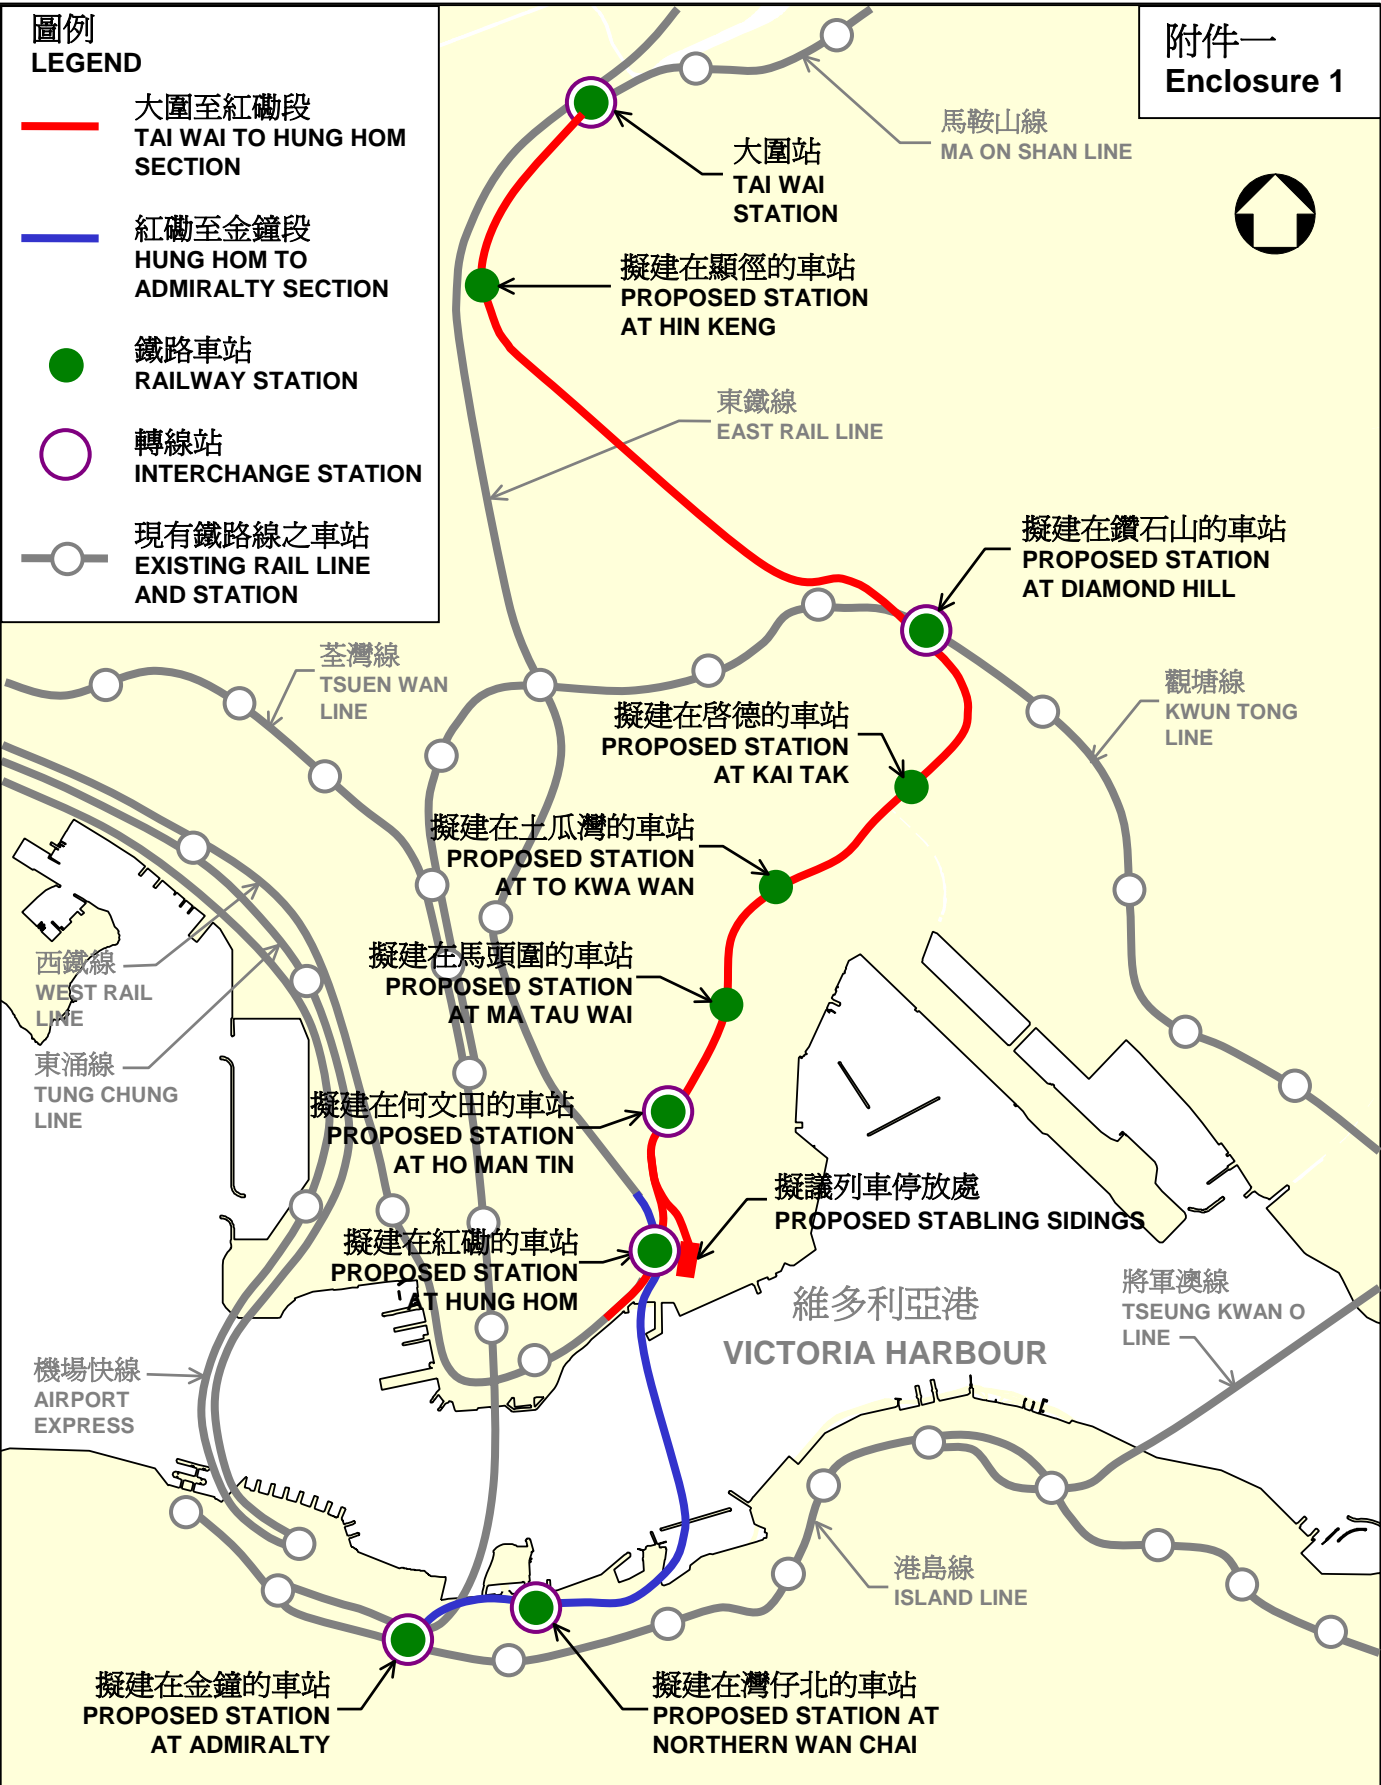 圖例
LEGEND
大圍至紅磡段
TAI WAI TO HUNG HOM
SECTION
紅磡至金鐘段
HUNG HOM TO
ADMIRALTY SECTION
鐵路車站
RAILWAY STATION
轉線站
INTERCHANGE STATION
現有鐵路線之車站
EXISTING RAIL LINE
AND STATION
附件一
Enclosure 1
馬鞍山線
MA ON SHAN LINE
大圍站
TAI WAI
STATION
擬建在顯徑的車站
PROPOSED STATION
AT HIN KENG
東鐵線
EAST RAIL LINE
擬建在鑽石山的車站
PROPOSED STATION
AT DIAMOND HILL
荃灣線
TSUEN WAN
LINE
觀塘線
KWUN TONG
LINE
擬建在啓德的車站
PROPOSED STATION
AT KAI TAK
擬建在土瓜灣的車站
PROPOSED STATION
AT TO KWA WAN
擬建在馬頭圍的車站
PROPOSED STATION
AT MA TAU WAI
西鐵線
WEST RAIL
LINE
東涌線
TUNG CHUNG
LINE
擬建在何文田的車站
PROPOSED STATION
AT HO MAN TIN
擬議列車停放處
PROPOSED STABLING SIDINGS
擬建在紅磡的車站
PROPOSED STATION
AT HUNG HOM
維多利亞港
VICTORIA HARBOUR
將軍澳線
TSEUNG KWAN O
LINE
機場快線
AIRPORT
EXPRESS
港島線
ISLAND LINE
擬建在金鐘的車站
PROPOSED STATION
AT ADMIRALTY
擬建在灣仔北的車站
PROPOSED STATION AT
NORTHERN WAN CHAI